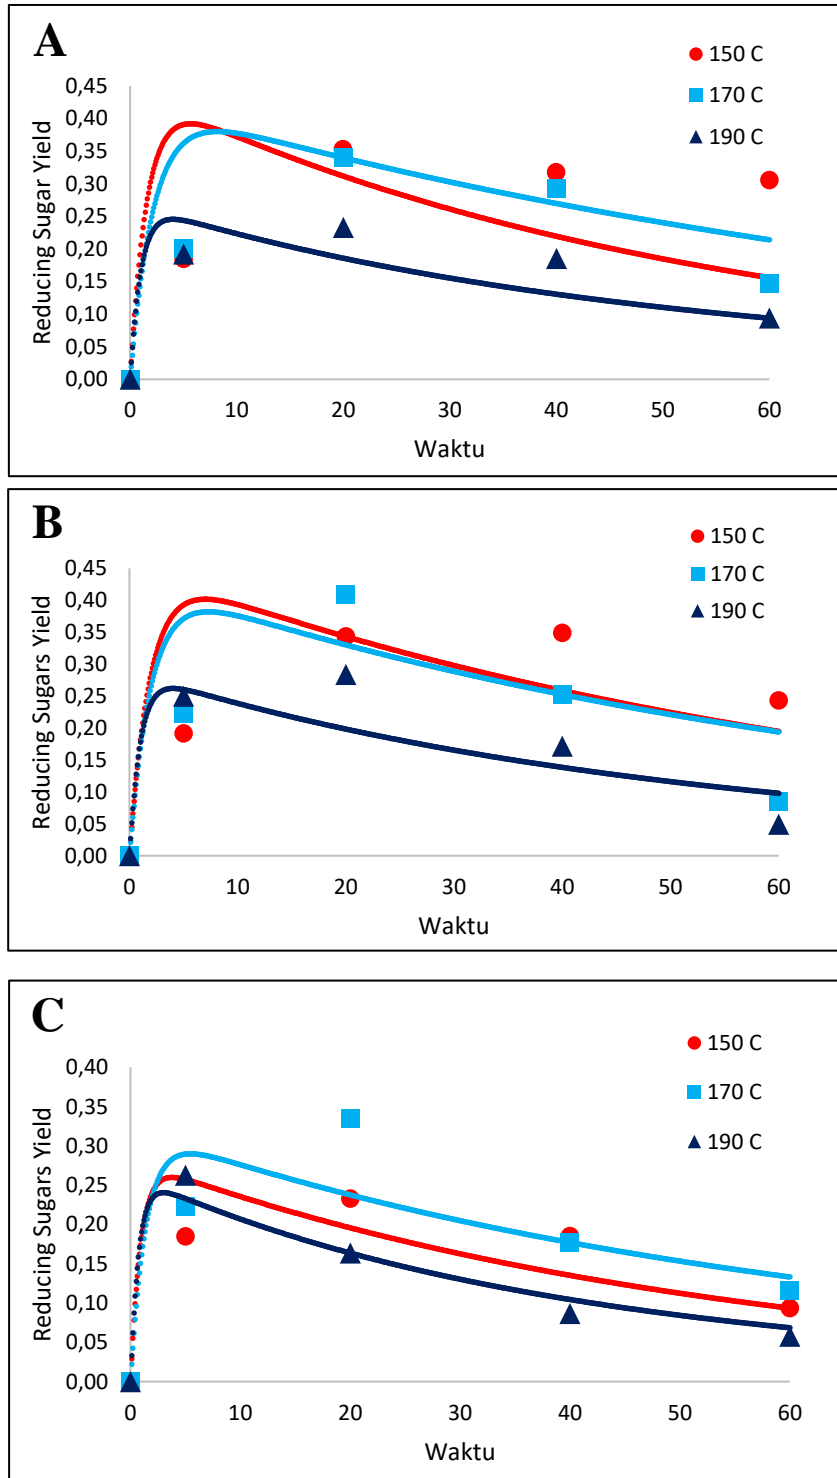 A
150 C
170 C
190 C
Reducing Sugar Yield
0,45
0,40
0,35
0,30
0,25
0,20
0,15
0,10
0,05
0,00
0 10 20 30 40 50 60
Waktu
B
150 C
170 C
190 C
Reducing Sugars Yield
0,45
0,40
0,35
0,30
0,25
0,20
0,15
0,10
0,05
0,00
0 10 20 30 40 50 60
Waktu
C
150 C
170 C
190 C
Reducing Sugars Yield
0,40
0,35
0,30
0,25
0,20
0,15
0,10
0,05
0,00
0 10 20 30 40 50 60
Waktu